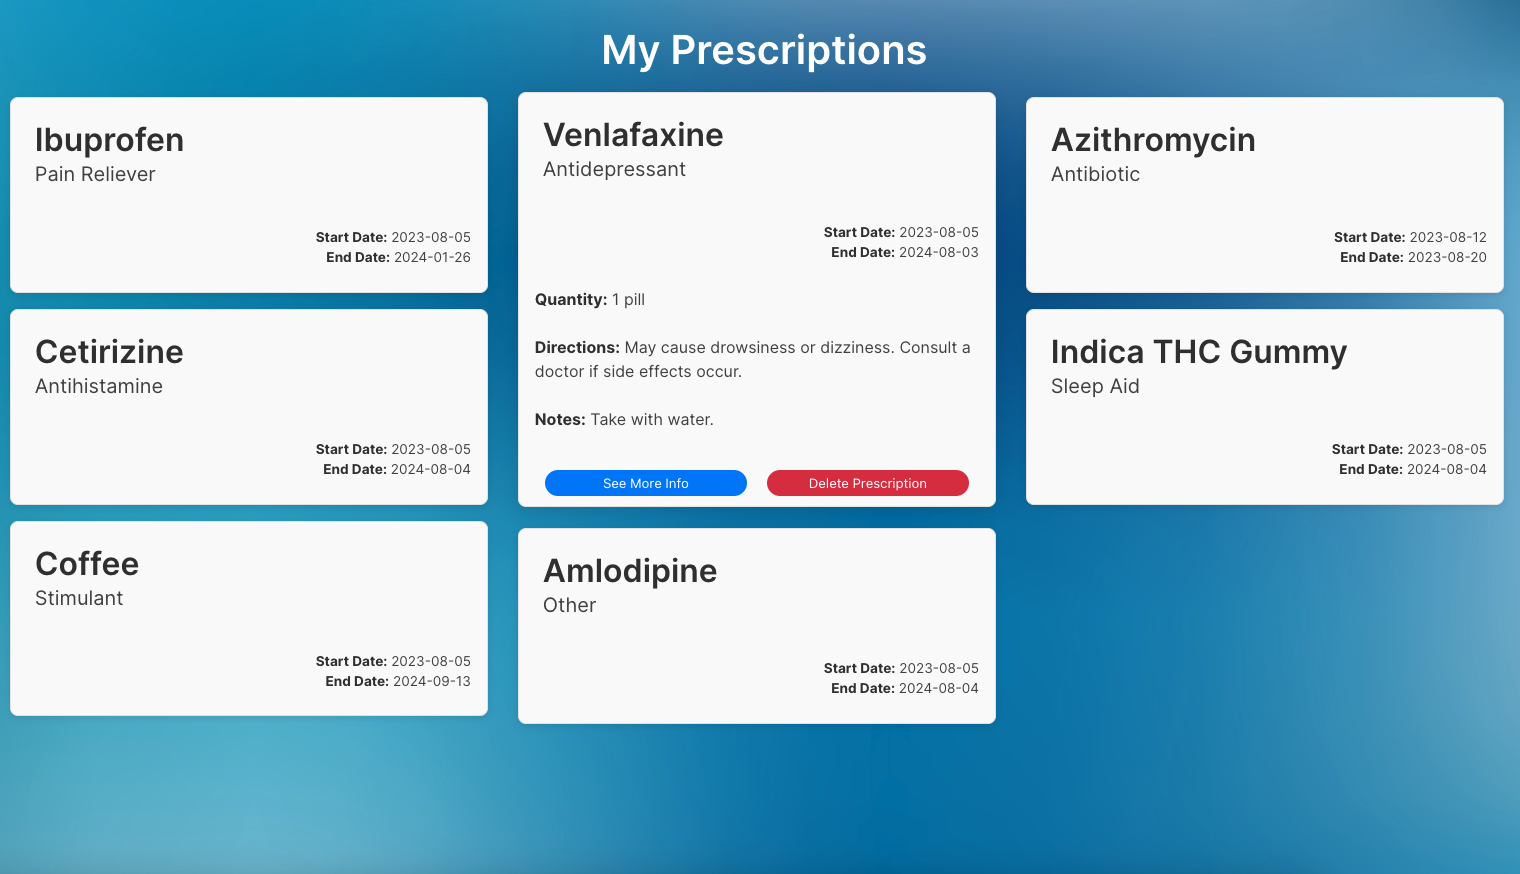 My Prescriptions
Ibuprofen
Pain Reliever
Start Date: 2023-08-05
End Date: 2024-01-26
Venlafaxine
Antidepressant
Start Date: 2023-08-05
End Date: 2024-08-03
Quantity: 1 pill
Directions: May cause drowsiness or dizziness. Consult a
doctor if side effects occur.
Notes: Take with water.
See More Info
Delete Prescription
Azithromycin
Antibiotic
Start Date: 2023-08-12
End Date: 2023-08-20
Cetirizine
Antihistamine
Start Date: 2023-08-05
End Date: 2024-08-04
Indica THC Gummy
Sleep Aid
Start Date: 2023-08-05
End Date: 2024-08-04
Coffee
Stimulant
Start Date: 2023-08-05
End Date: 2024-09-13
Amlodipine
Other
Start Date: 2023-08-05
End Date: 2024-08-04